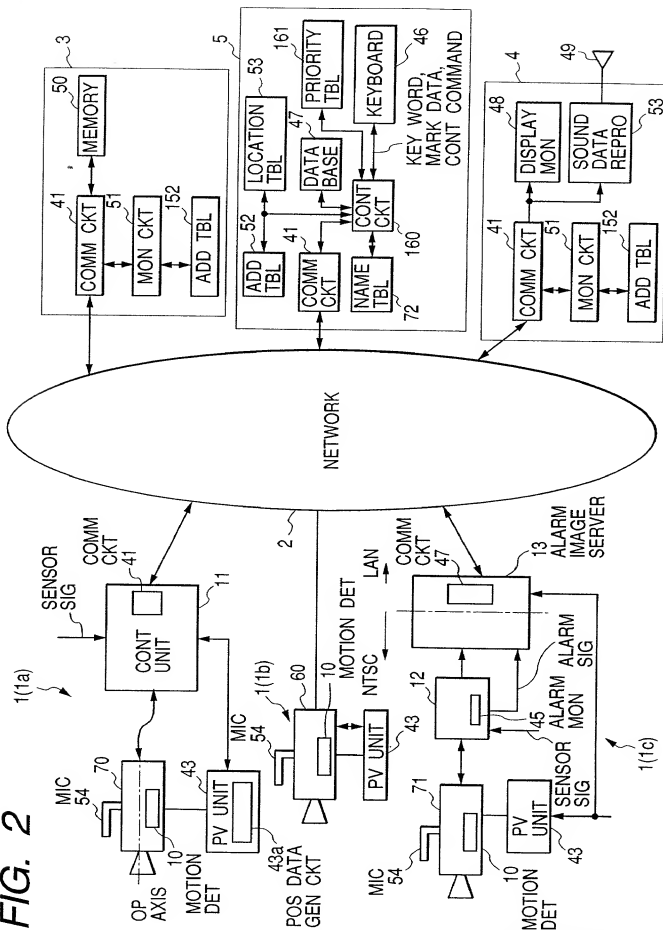 FIG. 2
3
50
MEMORY
41
COMM CKT
51
MON CKT
152
ADD TBL
5
161
PRIORITY
TBL
53
LOCATION
TBL
47
DATA
BASE
46
KEYBOARD
52
ADD
TBL
41
COMM
CKT
CONT
CKT
160
NAME
TBL
72
KEY WORD,
MARK DATA,
CONT COMMAND
4
49
48
DISPLAY
MON
SOUND
DATA
REPRO
53
41
COMM CKT
51
MON CKT
152
ADD TBL
NETWORK
2
1(1a)
SENSOR
SIG
COMM
CKT
41
CONT
UNIT
11
MIC
54
70
OP
AXIS
10
MOTION
DET
43
PV UNIT
43a
POS DATA
GEN CKT
1(1b)
MIC
54
60
10
MOTION DET
PV UNIT
43
NTSC
LAN
COMM
CKT
47
13
ALARM
IMAGE
SERVER
12
45
ALARM
MON
ALARM SIG
SENSOR
SIG
MIC
54
71
10
MOTION
DET
PV
UNIT
43
1(1c)